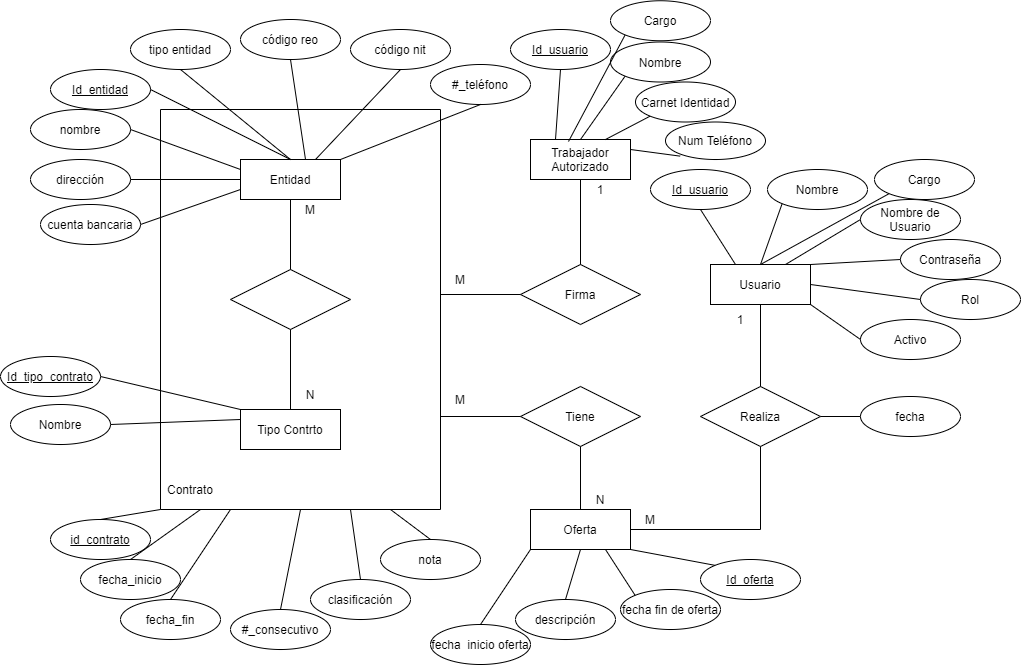 Cargo
código reo
tipo entidad
código nit
Id_usuario
Nombre
Id_entidad
#_teléfono
Carnet Identidad
nombre
Num Teléfono
Trabajador
Autorizado
dirección
Entidad
1
Id_usuario
Nombre
Cargo
M
cuenta bancaria
Nombre de
Usuario
Contraseña
M
Usuario
Firma
Rol
1
Activo
Id_tipo_contrato
N
M
Tiene
Realiza
fecha
Nombre
Tipo Contrto
Contrato
N
M
Oferta
id_contrato
nota
fecha_inicio
Id_oferta
clasificación
fecha fin de oferta
fecha_fin
descripción
#_consecutivo
fecha inicio oferta